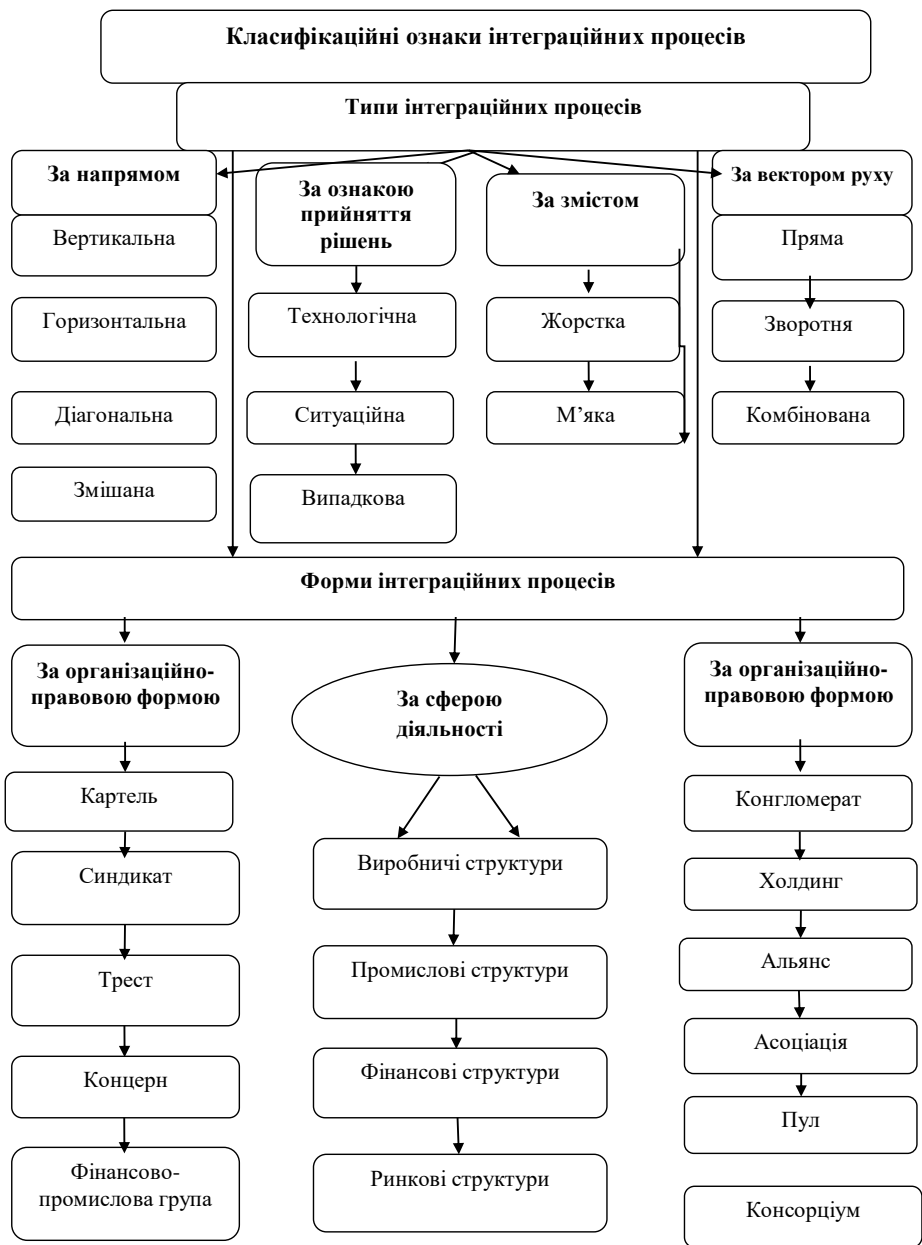 Класифікаційні ознаки інтеграційних процесів
Типи інтеграційних процесів
За напрямом
Вертикальна
Горизонтальна
Діагональна
Змішана
За ознакою
прийняття
рішень
Технологічна
Ситуаційна
Випадкова
За змістом
Жорстка
М’яка
За вектором руху
Пряма
Зворотня
Комбінована
Форми інтеграційних процесів
За організаційно-
правовою формою
Картель
Синдикат
Трест
Концерн
Фінансово-
промислова група
За сферою
діяльності
Виробничі структури
Промислові структури
Фінансові структури
Ринкові структури
За організаційно-
правовою формою
Конгломерат
Холдинг
Альянс
Асоціація
Пул
Консорціум